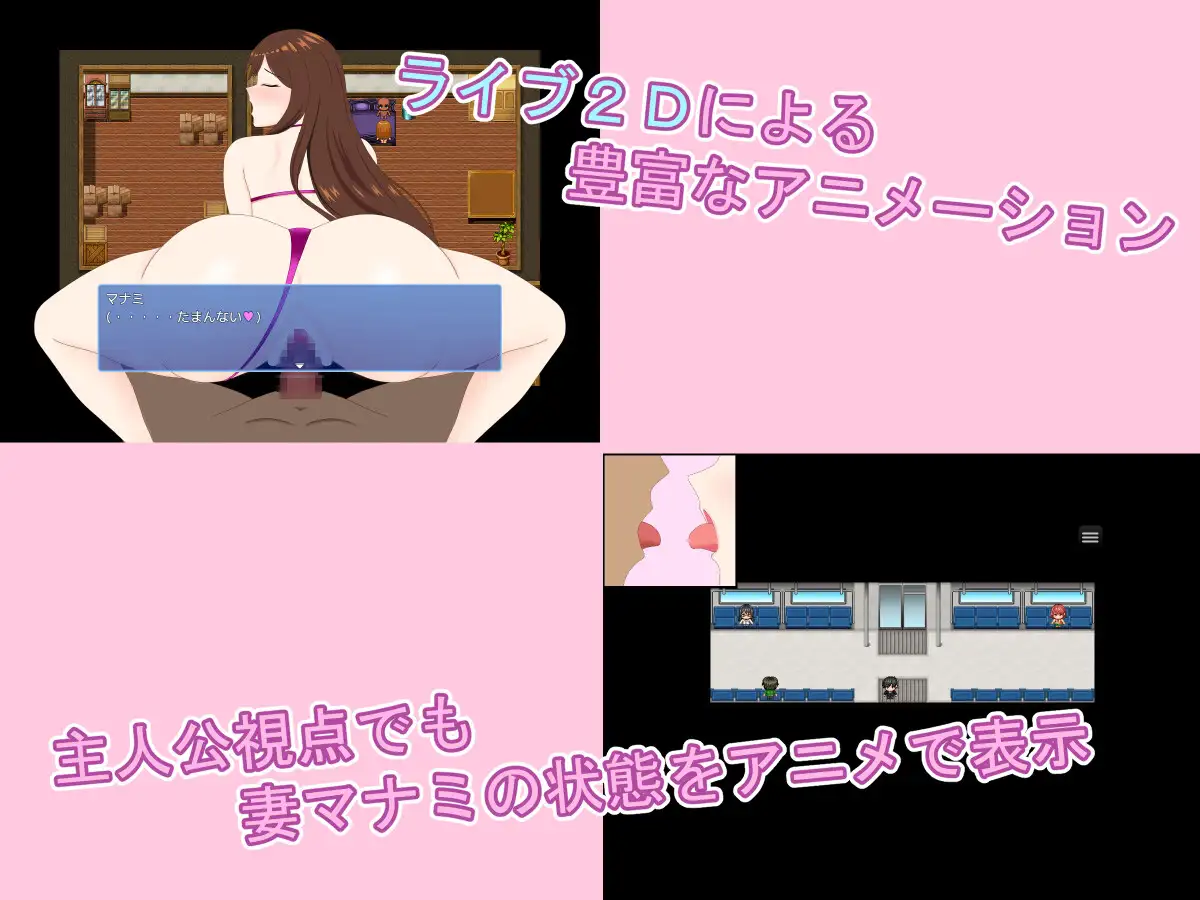 ライブ2Dによる
豊富なアニメーション
マナミ
(・・・・・たまんない♥)
主人公視点でも
妻マナミの状態をアニメで表示